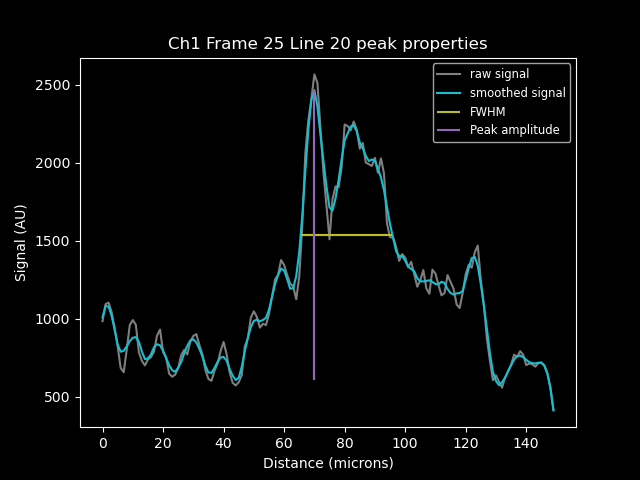 Ch1 Frame 25 Line 20 peak properties
raw signal
smoothed signal
FWHM
Peak amplitude
Signal (AU)
2500
2000
1500
1000
500
0 20 40 60 80 100 120 140
Distance (microns)